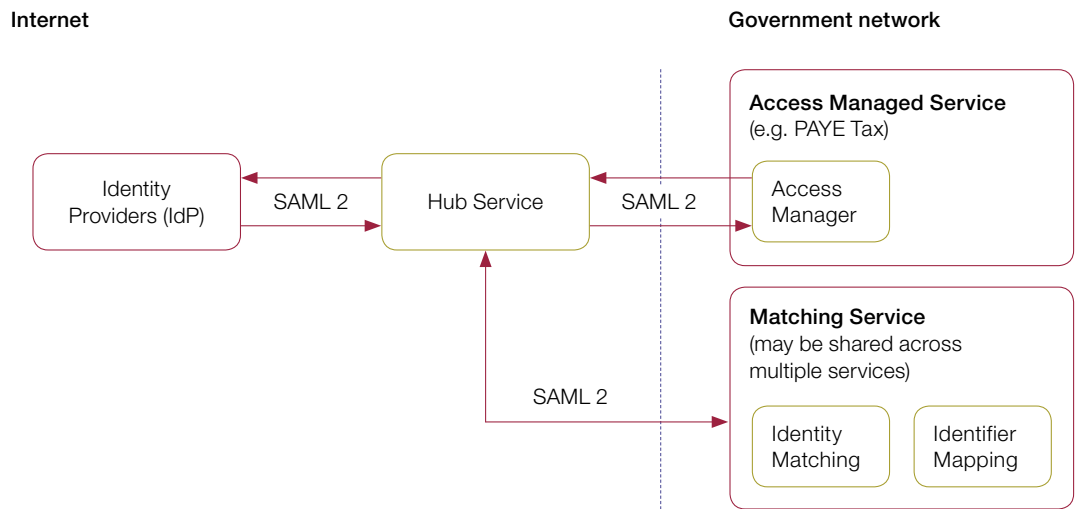 Internet
Government network
Access Managed Service
(e.g. PAYE Tax)
Identity
Providers (IdP)
SAML 2
Hub Service
SAML 2
Access
Manager
Matching Service
(may be shared across
multiple services)
SAML 2
Identity
Matching
Identifier
Mapping